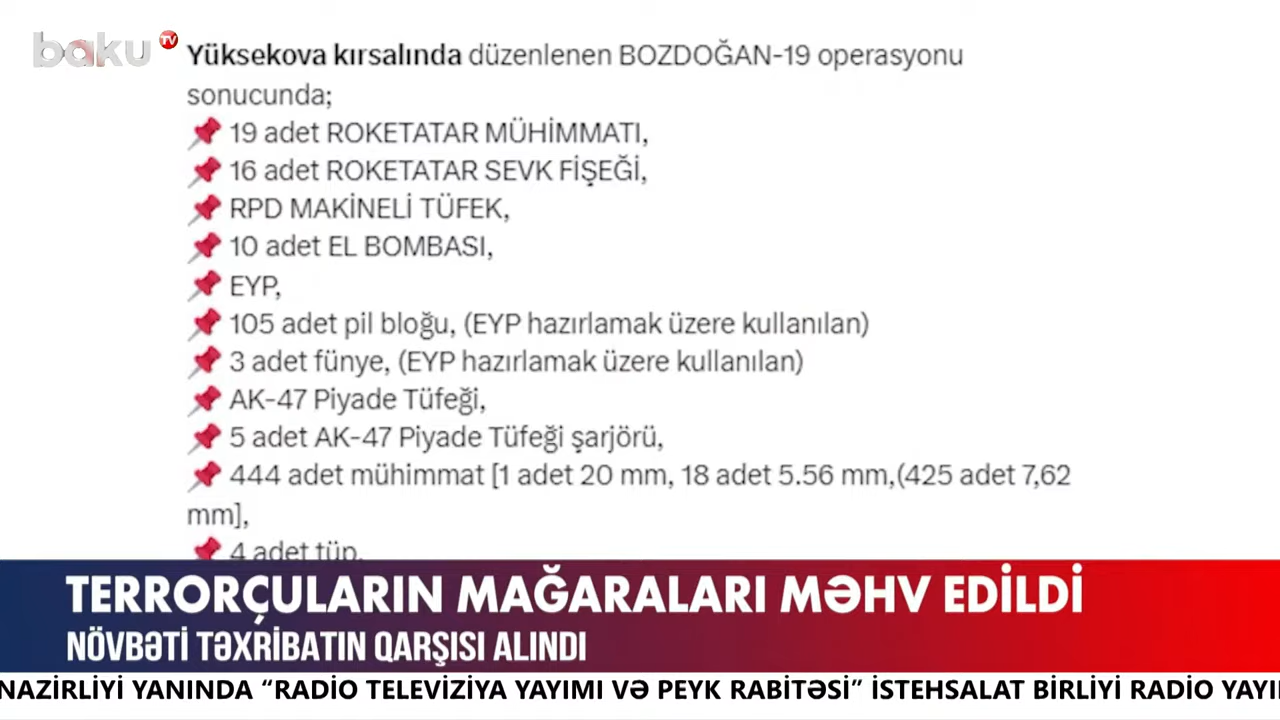 baku TV
Yüksekova kırsalında düzenlenen BOZDOĞAN-19 operasyonu
sonucunda;
19 adet ROKETATAR MÜHİMMATI,
16 adet ROKETATAR SEVK FİŞEĞİ,
RPD MAKİNELİ TÜFEK,
10 adet EL BOMBASI,
EYP,
105 adet pil bloğu, (EYP hazırlamak üzere kullanılan)
3 adet fünye, (EYP hazırlamak üzere kullanılan)
AK-47 Piyade Tüfeği,
5 adet AK-47 Piyade Tüfeği şarjörü,
444 adet mühimmat [1 adet 20 mm, 18 adet 5.56 mm,(425 adet 7,62
mm],
4 adet tüp,
TERRORÇULARIN MAĞARALARI MƏHV EDİLDİ
NÖVBƏTİ TƏXRİBATIN QARŞISI ALINDI
NAZİRLİYİ YANINDA “RADİO TELEVİZİYA YAYIMI VƏ PEYK RABİTƏSİ” İSTEHSALAT BİRLİYİ RADİO YAYI